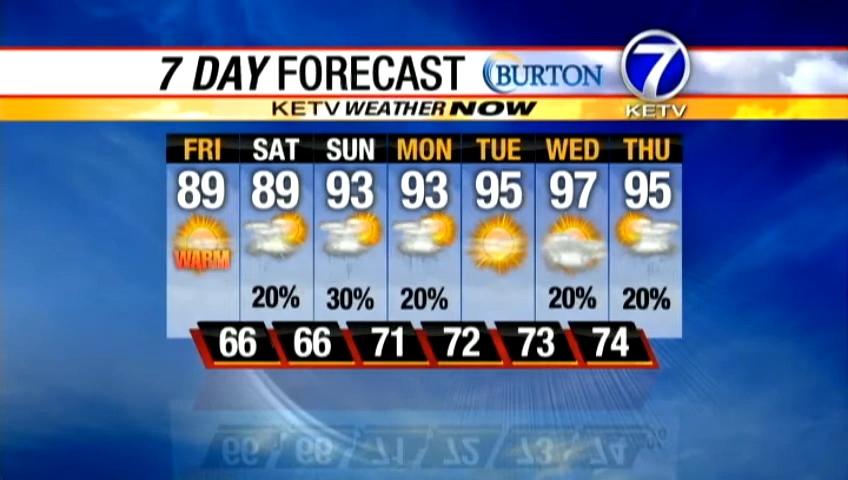 7 DAY FORECAST BURTON 7
KETV WEATHER NOW KETV
FRI SAT SUN MON TUE WED THU
89 89 93 93 95 97 95
WARM
20% 30% 20% 20% 20%
66 66 71 72 73 74